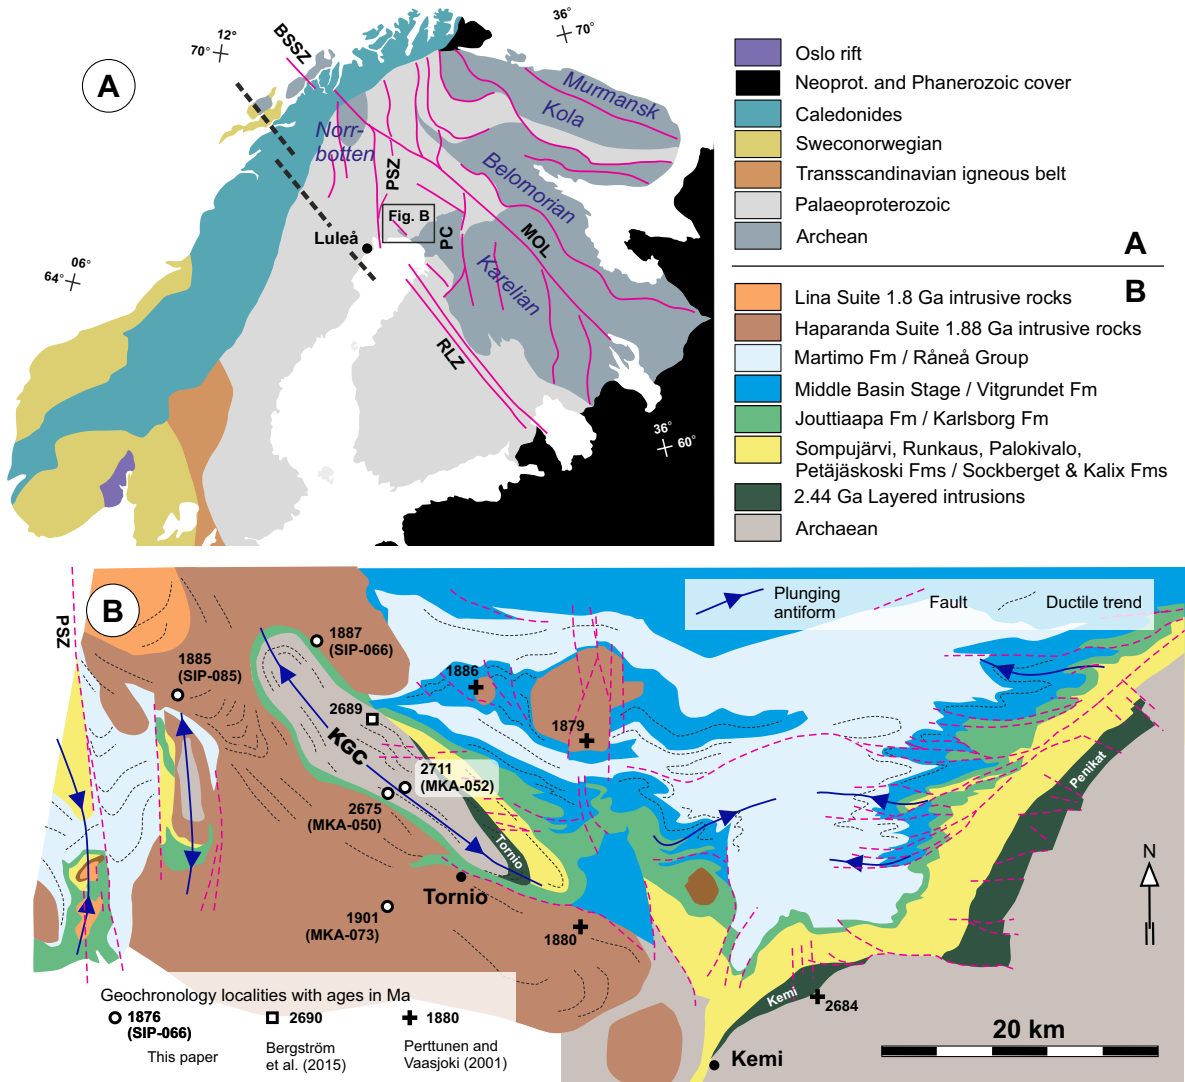 A
12°
70°
BSSZ
36°
70°
Murmansk
Kola
Norr-
botten
PSZ
Belomorian
Fig. B
Luleå
PC
MOL
Karelian
RLZ
06°
64°
36°
60°
Oslo rift
Neoprot. and Phanerozoic cover
Caledonides
Sweconorwegian
Transscandinavian igneous belt
Palaeoproterozoic
Archean
A
B
Lina Suite 1.8 Ga intrusive rocks
Haparanda Suite 1.88 Ga intrusive rocks
Martimo Fm / Råneå Group
Middle Basin Stage / Vitgrundet Fm
Jouttiaapa Fm / Karlsborg Fm
Sompujärvi, Runkaus, Palokivalo,
Petäjäskoski Fms / Sockberget & Kalix Fms
2.44 Ga Layered intrusions
Archaean
B
PSZ
Plunging
antiform
Fault
Ductile trend
1887
(SIP-066)
1885
(SIP-085)
1886
2689
KGC
1879
2711
(MKA-052)
2675
(MKA-050)
Penikat
Tornio
Tornio
1901
(MKA-073)
1880
N
Kemi
2684
Kemi
20 km
Geochronology localities with ages in Ma
1876
(SIP-066)
This paper
2690
Bergström
et al. (2015)
1880
Perttunen and
Vaasjoki (2001)